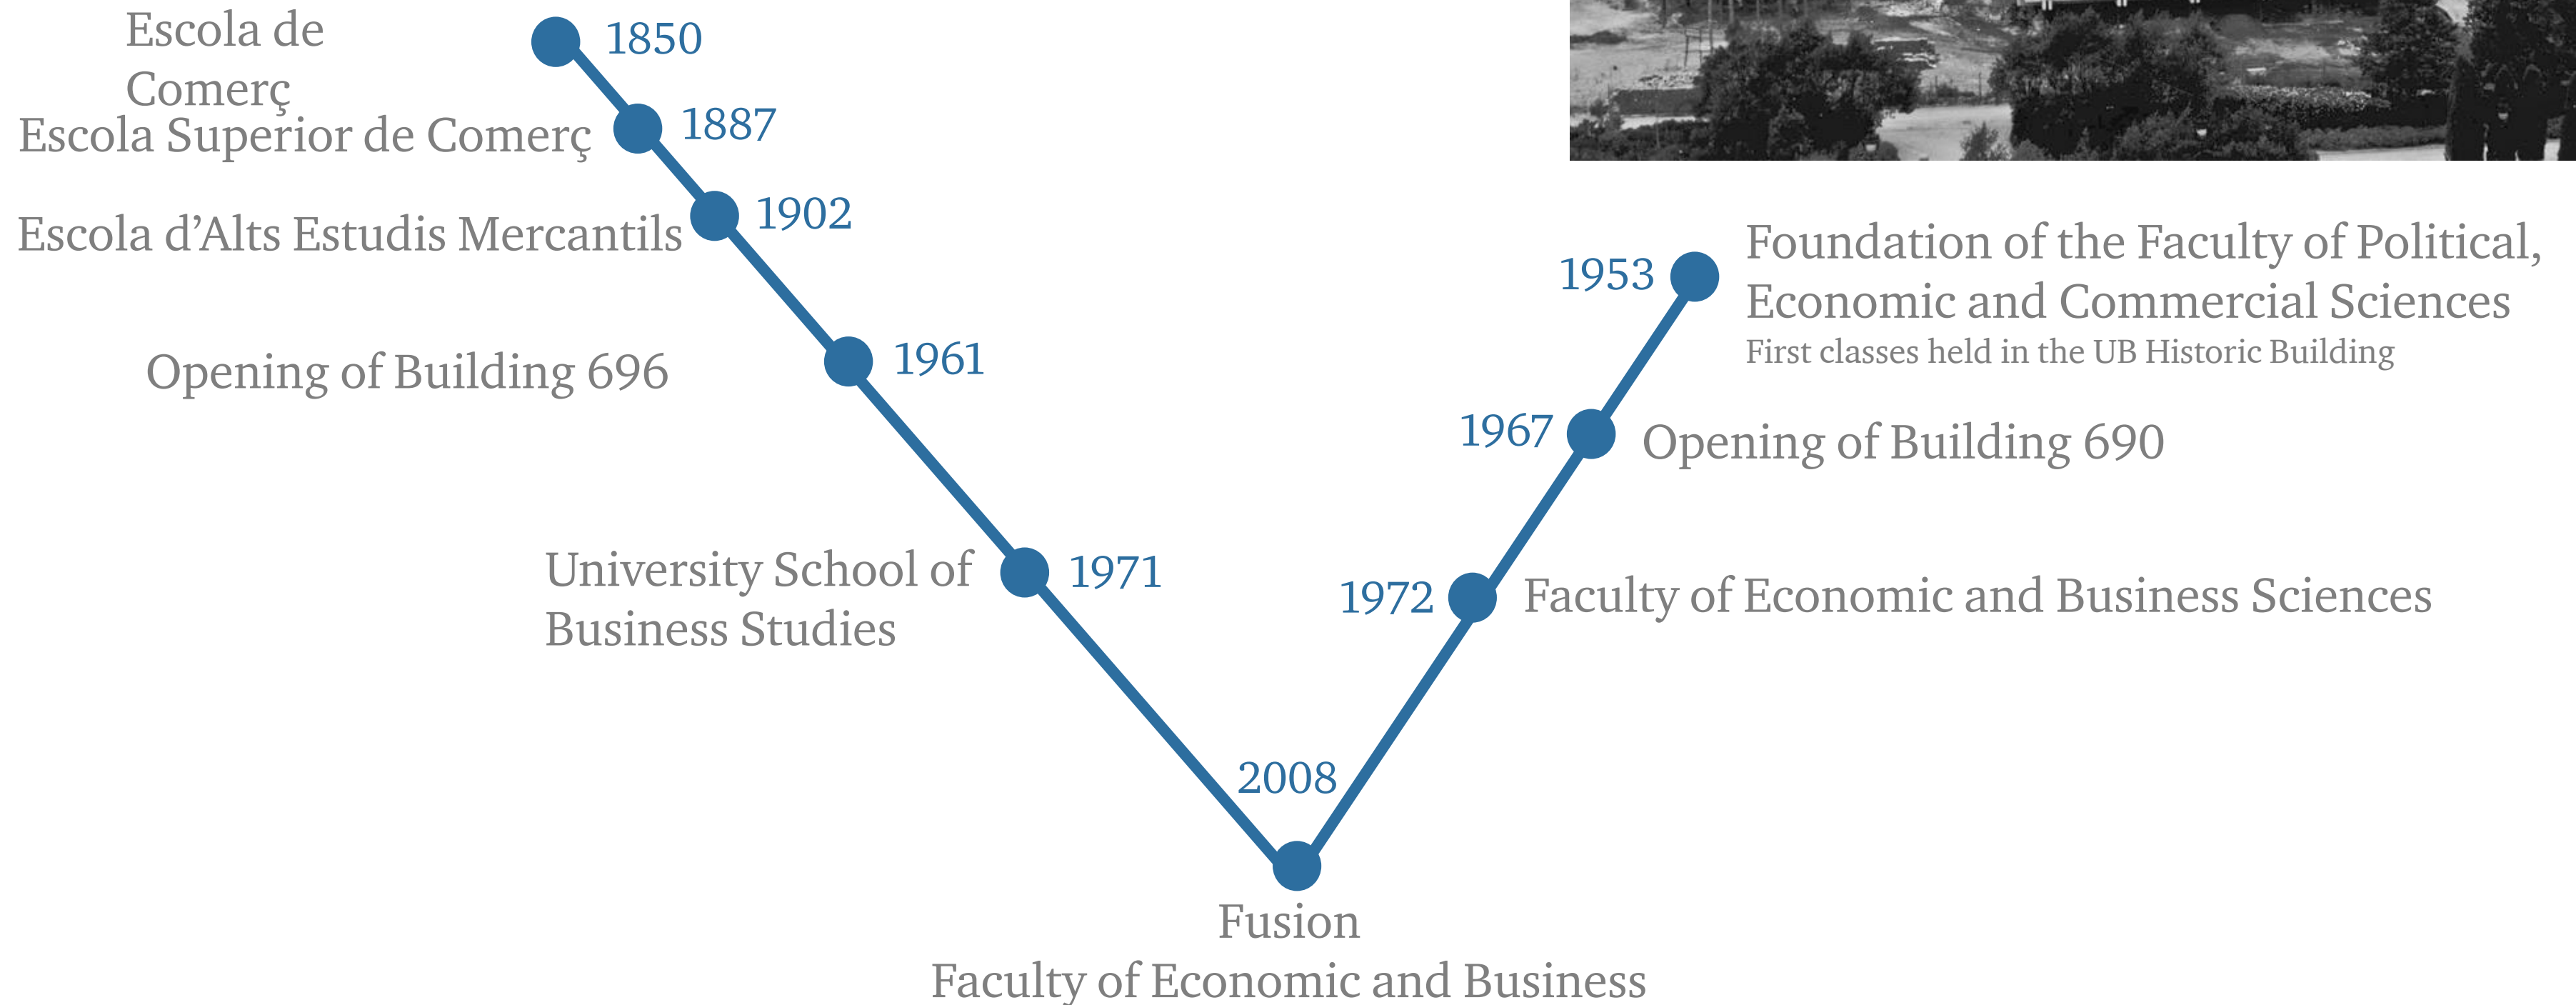 Escola de
Comerç
1850
Escola Superior de Comerç
1887
Escola d’Alts Estudis Mercantils
1902
Opening of Building 696
1961
University School of
Business Studies
1971
1953
Foundation of the Faculty of Political,
Economic and Commercial Sciences
First classes held in the UB Historic Building
1967
Opening of Building 690
1972
Faculty of Economic and Business Sciences
2008
Fusion
Faculty of Economic and Business